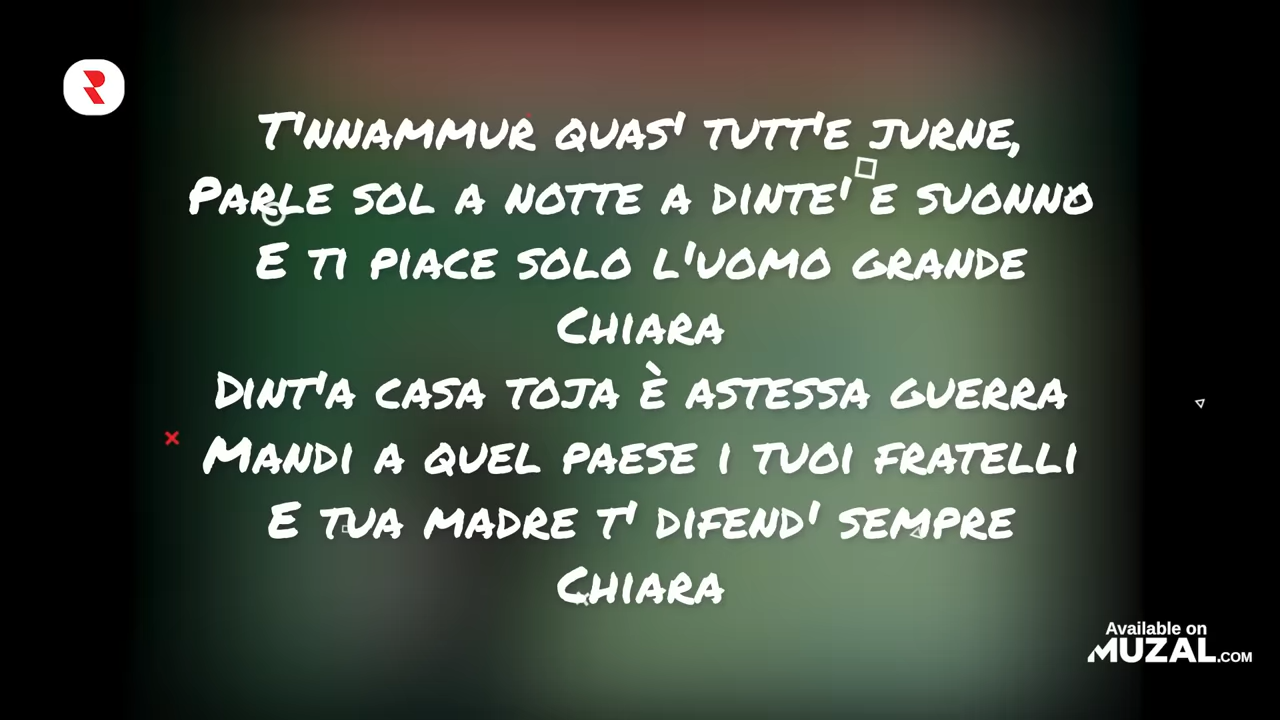 T'nnammur quas' tutt'e jurne,
Parle sol a notte a dinte' e suonno
E ti piace solo l'uomo grande
Chiara
Dint'a casa toja è astessa guerra
Mandi a quel paese i tuoi fratelli
E tua madre t' difend' sempre
Chiara
Available on
MUZAL.COM